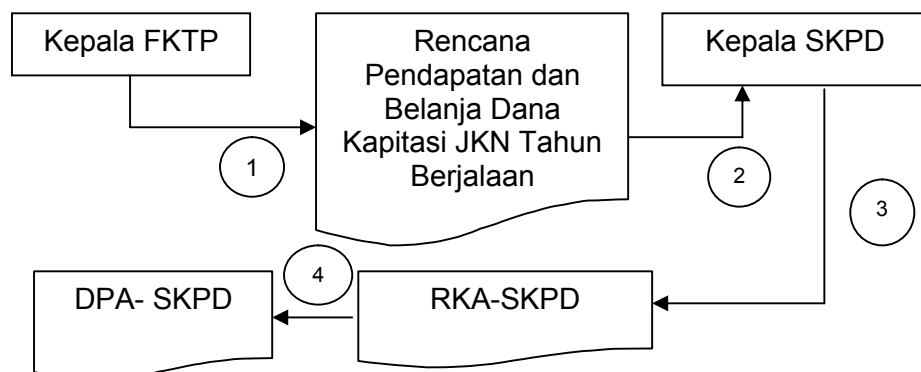 Kepala FKTP
Rencana
Pendapatan dan
Belanja Dana
Kapitasi JKN Tahun
Berjalaan
Kepala SKPD
1
2
3
4
DPA- SKPD
RKA-SKPD